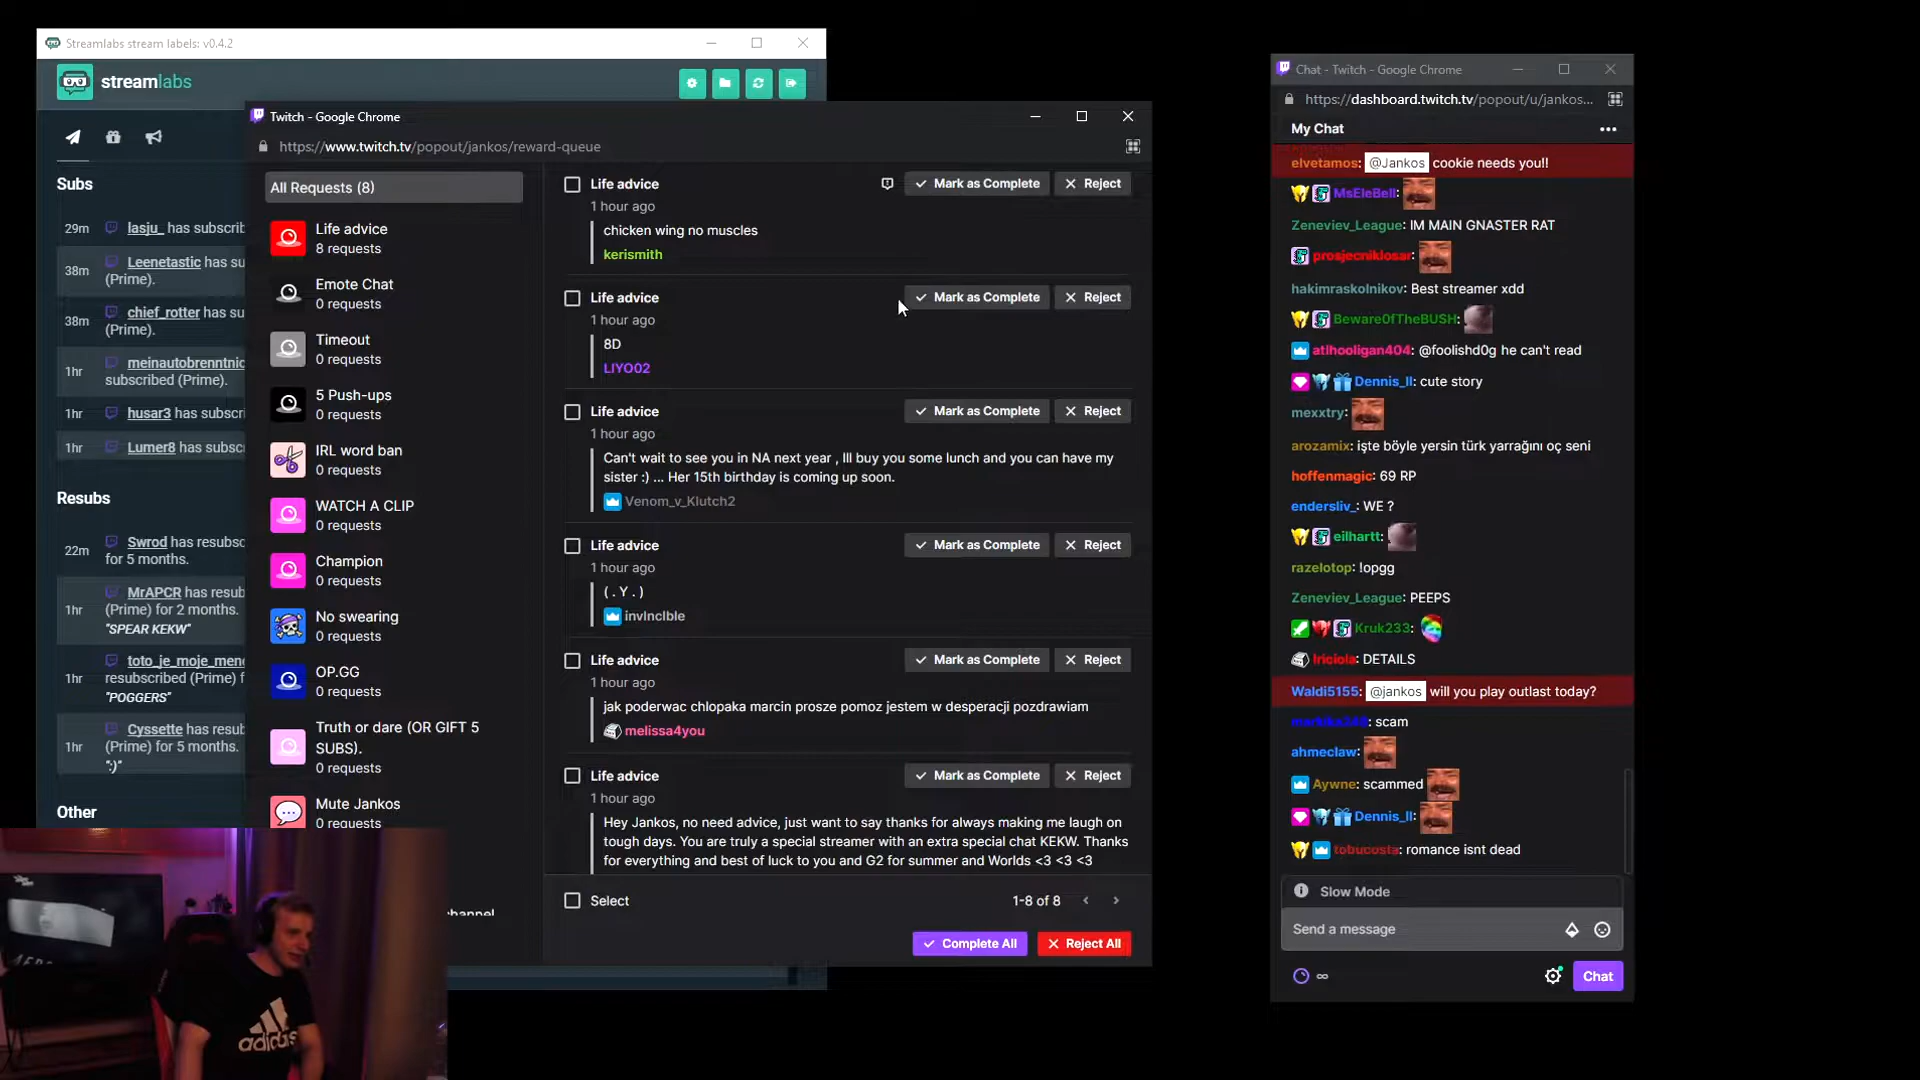 Streamlabs stream labels: v0.4.2
streamlabs
Subs
29m lasju_ has subscrib
38m Leenetastic has su
(Prime).
38m chief_rotter has su
(Prime).
1hr meinautobrenntnic
subscribed (Prime).
1hr husar3 has subscri
1hr Lumer8 has subsc
Resubs
22m Swrod has resubsc
for 5 months.
1hr MrAPCR has resub
(Prime) for 2 months.
"SPEAR KEKW"
1hr toto_je_moje_mene
resubscribed (Prime) f
"POGGERS"
1hr Cyssette has resub
(Prime) for 5 months.
":)"
Other
Twitch - Google Chrome
https://www.twitch.tv/popout/jankos/reward-queue
All Requests (8)
Life advice
8 requests
Emote Chat
0 requests
Timeout
0 requests
5 Push-ups
0 requests
IRL word ban
0 requests
WATCH A CLIP
0 requests
Champion
0 requests
No swearing
0 requests
OP.GG
0 requests
Truth or dare (OR GIFT 5
SUBS).
0 requests
Mute Jankos
0 requests
channel
Life advice Mark as Complete Reject
1 hour ago
chicken wing no muscles
kerismith
Life advice Mark as Complete Reject
1 hour ago
8D
LIYO02
Life advice Mark as Complete Reject
1 hour ago
Can't wait to see you in NA next year , Ill buy you some lunch and you can have my
sister :) ... Her 15th birthday is coming up soon.
Venom_v_Klutch2
Life advice Mark as Complete Reject
1 hour ago
( . Y . )
Life advice Mark as Complete Reject
1 hour ago
jak poderwac chlopaka marcin prosze pomoz jestem w desperacji pozdrawiam
melissa4you
Life advice Mark as Complete Reject
1 hour ago
Hey Jankos, no need advice, just want to say thanks for always making me laugh on
tough days. You are truly a special streamer with an extra special chat KEKW. Thanks
for everything and best of luck to you and G2 for summer and Worlds <3 <3 <3
Select 1-8 of 8
Complete All Reject All
adidas
Chat - Twitch - Google Chrome
https://dashboard.twitch.tv/popout/u/jankos...
My Chat
elvetamos: @Jankos cookie needs you!!
MsEleBell:
Zeneviev_League: IM MAIN GNASTER RAT
prosjecniklosar:
hakimraskolnikov: Best streamer xdd
Beware0fTheBUSH:
atlhooligan404: @foolishd0g he can't read
Dennis_II: cute story
mexxtry:
arozamix: işte böyle yersin türk yarrağını oç seni
hoffenmagic: 69 RP
endersliv_: WE ?
eilhartt:
razelotop: !opgg
Zeneviev_League: PEEPS
Kruk233:
DETAILS
Waldi5155: @jankos will you play outlast today?
scam
ahmeclaw:
Aywne: scammed
Dennis_II:
tobucosta: romance isnt dead
Slow Mode
Send a message
∞
Chat